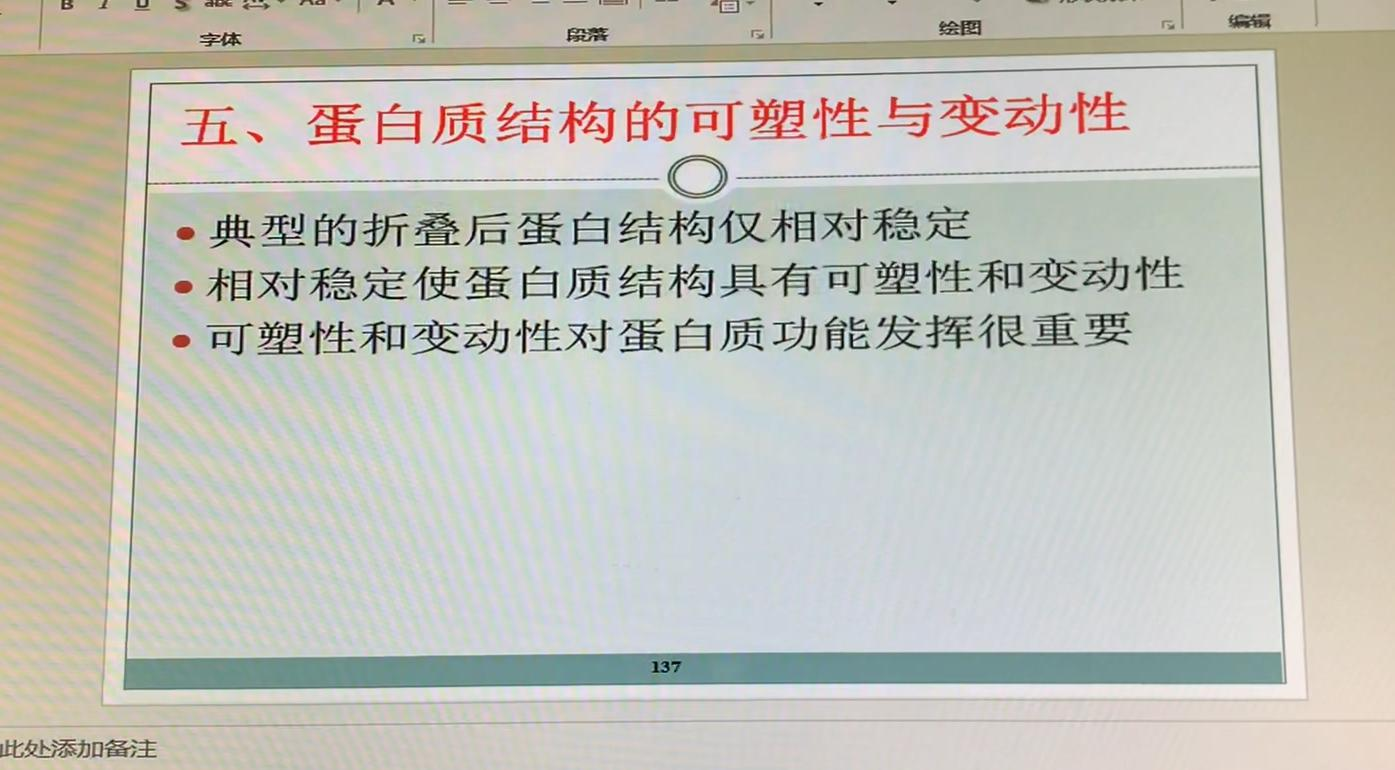 B I U S abc Aa A
字体
段落
绘图
编辑
五、蛋白质结构的可塑性与变动性
• 典型的折叠后蛋白结构仅相对稳定
• 相对稳定使蛋白质结构具有可塑性和变动性
• 可塑性和变动性对蛋白质功能发挥很重要
137
此处添加备注